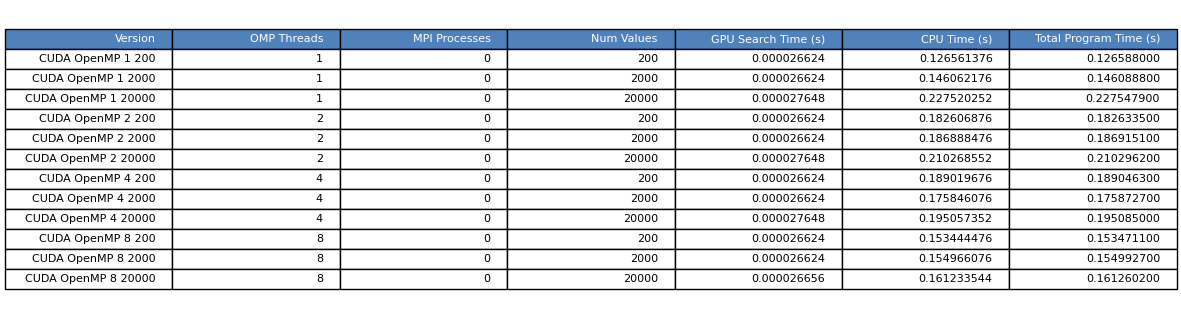 Version OMP Threads MPI Processes Num Values GPU Search Time (s) CPU Time (s) Total Program Time (s)
CUDA OpenMP 1 200 1 0 200 0.000026624 0.126561376 0.126588000
CUDA OpenMP 1 2000 1 0 2000 0.000026624 0.146062176 0.146088800
CUDA OpenMP 1 20000 1 0 20000 0.000027648 0.227520252 0.227547900
CUDA OpenMP 2 200 2 0 200 0.000026624 0.182606876 0.182633500
CUDA OpenMP 2 2000 2 0 2000 0.000026624 0.186888476 0.186915100
CUDA OpenMP 2 20000 2 0 20000 0.000027648 0.210268552 0.210296200
CUDA OpenMP 4 200 4 0 200 0.000026624 0.189019676 0.189046300
CUDA OpenMP 4 2000 4 0 2000 0.000026624 0.175846076 0.175872700
CUDA OpenMP 4 20000 4 0 20000 0.000027648 0.195057352 0.195085000
CUDA OpenMP 8 200 8 0 200 0.000026624 0.153444476 0.153471100
CUDA OpenMP 8 2000 8 0 2000 0.000026624 0.154966076 0.154992700
CUDA OpenMP 8 20000 8 0 20000 0.000026656 0.161233544 0.161260200